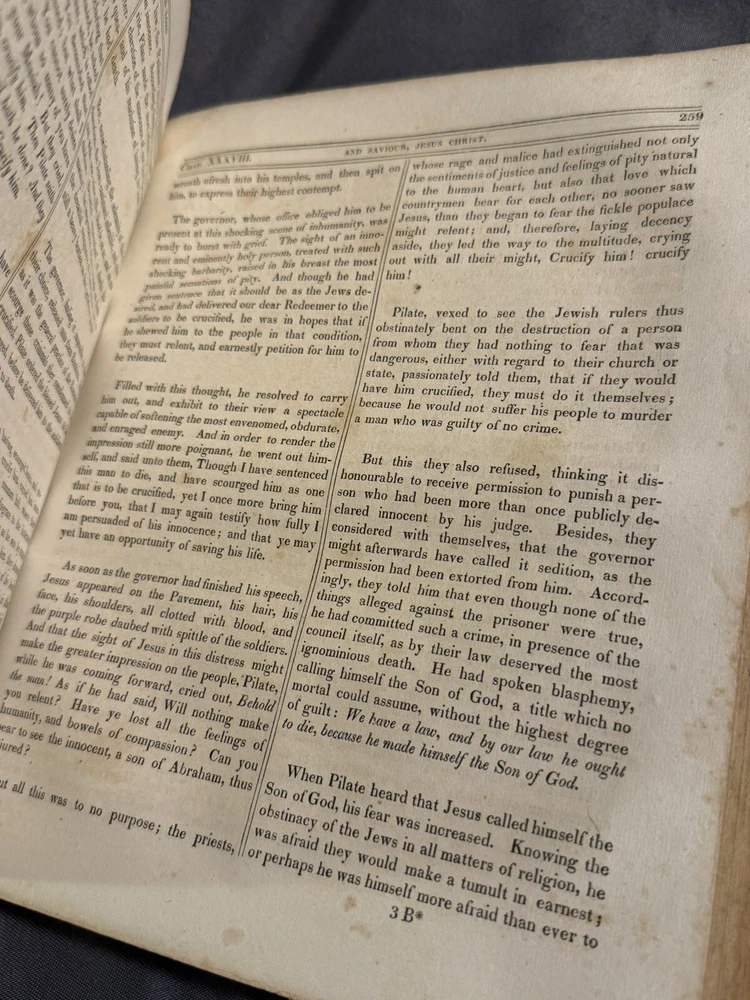 CHAP. XXXVIII.
AND SAVIOUR, JESUS CHRIST.
259
wreath afresh into his temples, and then spit on
him, to express their highest contempt.
The governor, whose office obliged him to be
present at this shocking scene of inhumanity, was
ready to burst with grief. The sight of an inno-
cent and eminently holy person, treated with such
shocking barbarity, raised in his breast the most
painful sensations of pity. And though he had
given sentence that it should be as the Jews de-
sired, and had delivered our dear Redeemer to the
soldiers to be crucified, he was in hopes that if
he shewed him to the people in that condition,
they must relent, and earnestly petition for him to
be released.
Filled with this thought, he resolved to carry
him out, and exhibit to their view a spectacle
capable of softening the most envenomed, obdurate,
and enraged enemy. And in order to render the
impression still more poignant, he went out him-
self, and said unto them, Though I have sentenced
this man to die, and have scourged him as one
that is to be crucified, yet I once more bring him
before you, that I may again testify how fully I
am persuaded of his innocence; and that ye may
yet have an opportunity of saving his life.
As soon as the governor had finished his speech,
Jesus appeared on the Pavement, his hair, his
face, his shoulders, all clotted with blood, and
the purple robe daubed with spittle of the soldiers.
And that the sight of Jesus in this distress might
make the greater impression on the people, Pilate,
while he was coming forward, cried out, Behold
the man! As if he had said, Will nothing make
you relent? Have ye lost all the feelings of
humanity, and bowels of compassion? Can you
ear to see the innocent, a son of Abraham, thus
jured?
ut all this was to no purpose; the priests,
whose rage and malice had extinguished not only
the sentiments of justice and feelings of pity natural
to the human heart, but also that love which
countrymen bear for each other, no sooner saw
Jesus, than they began to fear the fickle populace
might relent; and, therefore, laying decency
aside, they led the way to the multitude, crying
out with all their might, Crucify him! crucify
him!
Pilate, vexed to see the Jewish rulers thus
obstinately bent on the destruction of a person
from whom they had nothing to fear that was
dangerous, either with regard to their church or
state, passionately told them, that if they would
have him crucified, they must do it themselves;
because he would not suffer his people to murder
a man who was guilty of no crime.
But this they also refused, thinking it dis-
honourable to receive permission to punish a per-
son who had been more than once publicly de-
clared innocent by his judge. Besides, they
considered with themselves, that the governor
might afterwards have called it sedition, as the
permission had been extorted from him. Accord-
ingly, they told him that even though none of the
things alleged against the prisoner were true,
he had committed such a crime, in presence of the
council itself, as by their law deserved the most
ignominious death. He had spoken blasphemy,
calling himself the Son of God, a title which no
mortal could assume, without the highest degree
of guilt: We have a law, and by our law he ought
to die, because he made himself the Son of God.
When Pilate heard that Jesus called himself the
Son of God, his fear was increased. Knowing the
obstinacy of the Jews in all matters of religion, he
was afraid they would make a tumult in earnest;
or perhaps he was himself more afraid than ever to
3 B*